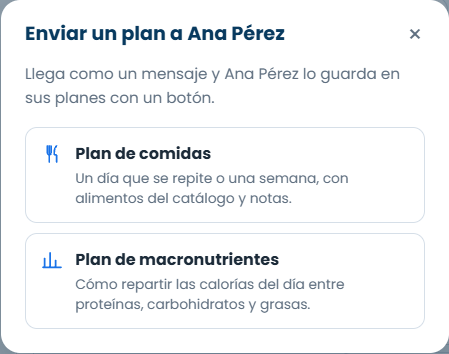 Enviar un plan a Ana Pérez
Llega como un mensaje y Ana Pérez lo guarda en
sus planes con un botón.
Plan de comidas
Un día que se repite o una semana, con
alimentos del catálogo y notas.
Plan de macronutrientes
Cómo repartir las calorías del día entre
proteínas, carbohidratos y grasas.